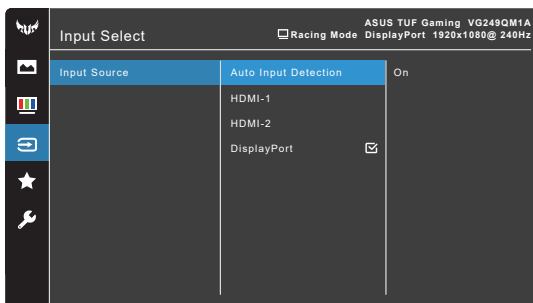 ASUS TUF Gaming VG249QM1A
Input Select
Racing Mode DisplayPort 1920x1080@ 240Hz
Input Source
Auto Input Detection
On
HDMI-1
HDMI-2
DisplayPort